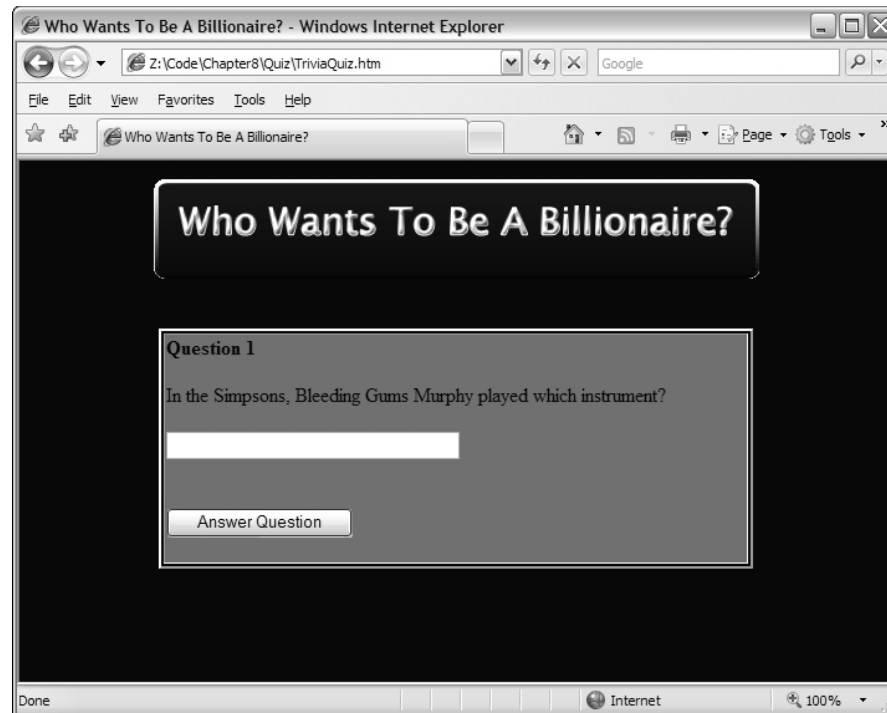 Who Wants To Be A Billionaire? - Windows Internet Explorer
Z:\Code\Chapter8\Quiz\TriviaQuiz.htm
Google
File Edit View Favorites Tools Help
Who Wants To Be A Billionaire?
Page Tools »
Who Wants To Be A Billionaire?
Question 1
In the Simpsons, Bleeding Gums Murphy played which instrument?
Answer Question
Done Internet 100%